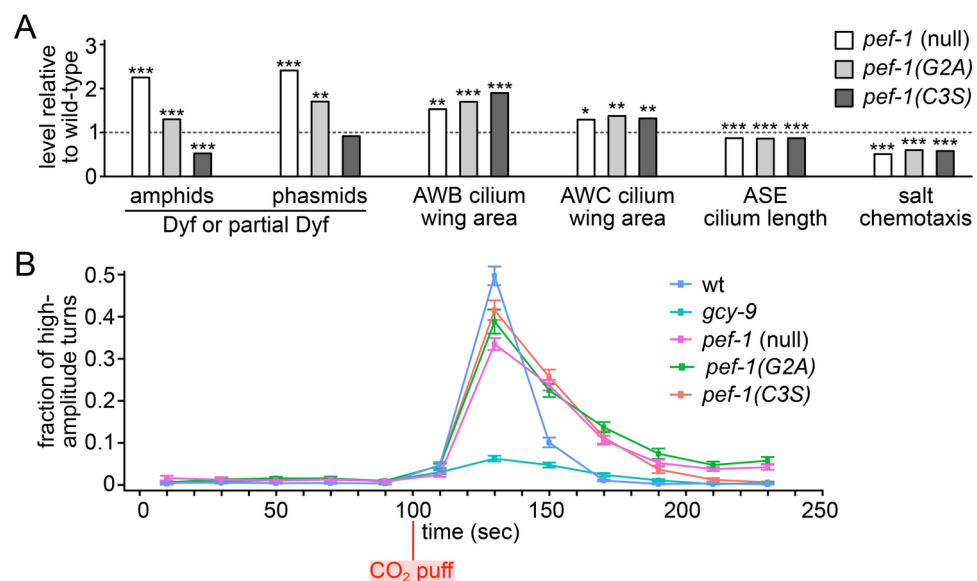 A
level relative
to wild-type
3
2
1
0
*** *** ***
*** **
** *** ***
* ** **
*** *** ***
*** *** ***
pef-1 (null)
pef-1(G2A)
pef-1(C3S)
amphids
phasmids
Dyf or partial Dyf
AWB cilium
wing area
AWC cilium
wing area
ASE
cilium length
salt
chemotaxis
B
fraction of high-
amplitude turns
0.5
0.4
0.3
0.2
0.1
0
wt
gcy-9
pef-1 (null)
pef-1(G2A)
pef-1(C3S)
0 50 100 150 200 250
time (sec)
CO₂ puff